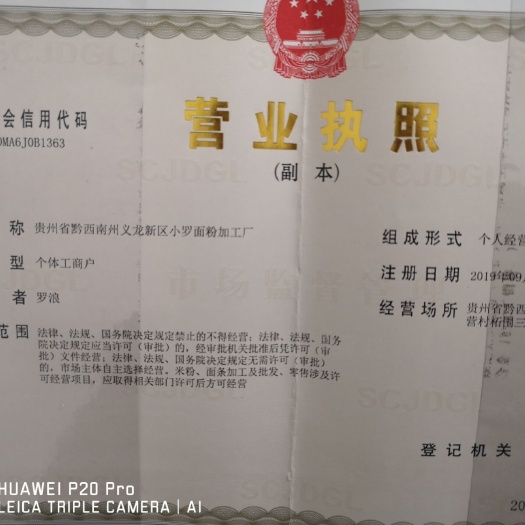 会信用代码
0MA6J0B1363
营业执照
(副 本)
称 贵州省黔西南州义龙新区小罗面粉加工厂
型 个体工商户
者 罗浪
范围 法律、法规、国务院决定规定禁止的不得经营;法律、法规、国务
院决定规定应当许可(审批)的,经审批机关批准后凭许可(审
批)文件经营;法律、法规、国务院决定规定无需许可(审批)
的,市场主体自主选择经营。米粉、面条加工及批发、零售涉及许
可经营项目,应取得相关部门许可后方可经营
组成形式 个人经营
注册日期 2019年09月
经营场所 贵州省黔西
营村柘围三
登记机关
20
SCJDGL
市场监督管
HUAWEI P20 Pro
LEICA TRIPLE CAMERA | AI